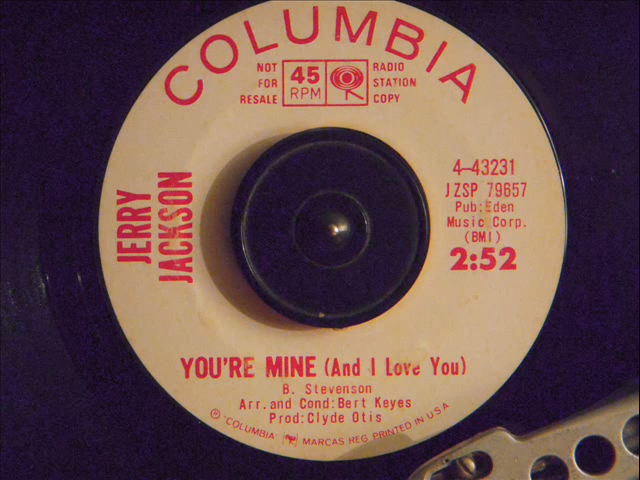 COLUMBIA
NOT FOR RESALE
45 RPM
RADIO STATION COPY
JERRY JACKSON
4-43231
JZSP 79657
Pub: Eden
Music Corp.
(BMI)
2:52
YOU'RE MINE (And I Love You)
B. Stevenson
Arr. and Cond: Bert Keyes
Prod: Clyde Otis
℗ "COLUMBIA" MARCAS REG. PRINTED IN U.S.A.